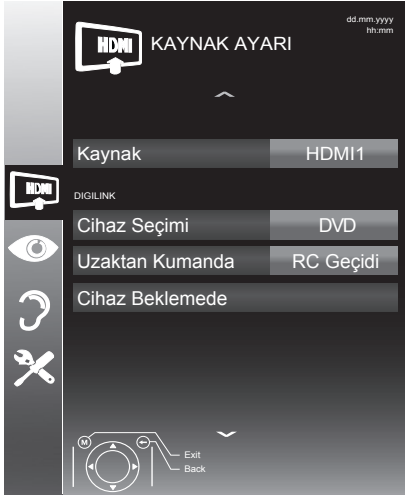 dd.mm.yyyy
hh:mm
HDMI
KAYNAK AYARI
Kaynak HDMI1
HDMI
DIGILINK
Cihaz Seçimi DVD
Uzaktan Kumanda RC Geçidi
Cihaz Beklemede
M
Exit
Back